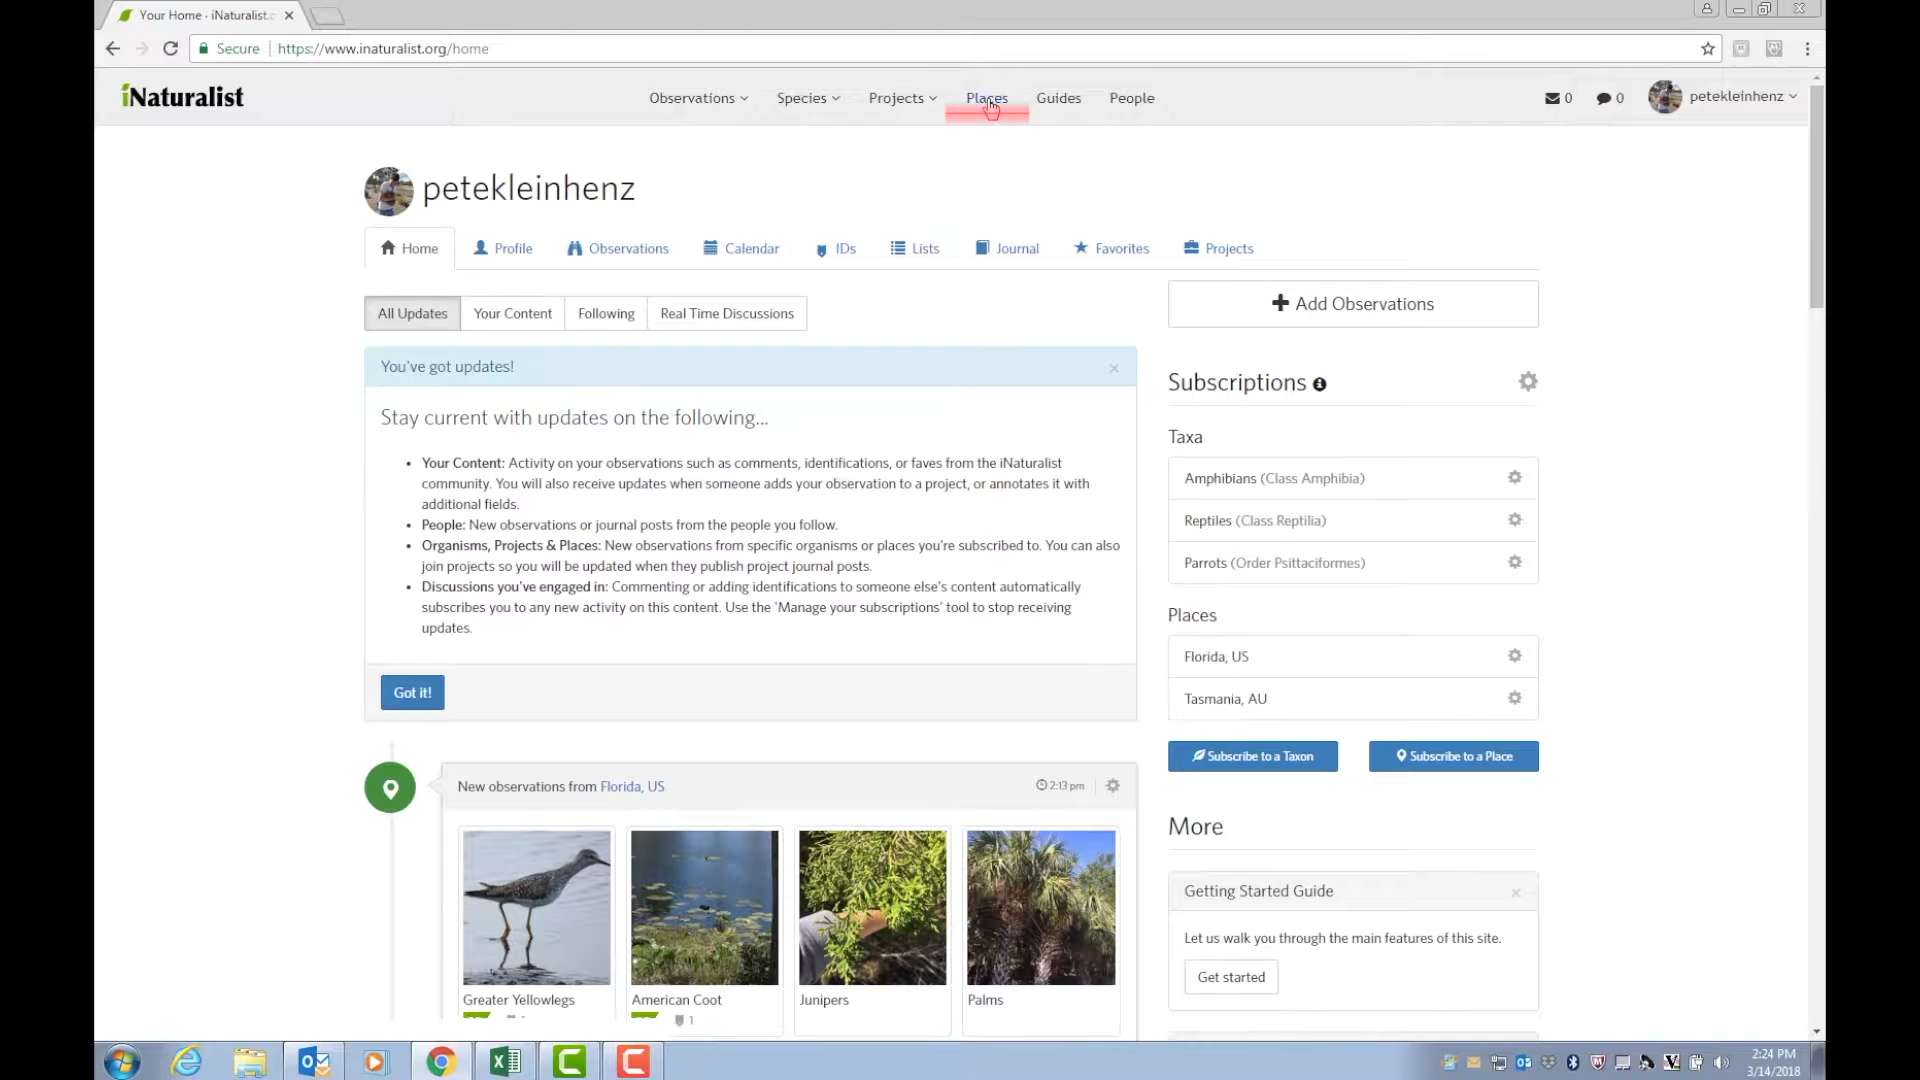 Your Home · iNaturalist.c
Secure
https://www.inaturalist.org/home
iNaturalist
Observations
Species
Projects
Places
Guides
People
0
0
petekleinhenz
petekleinhenz
Home
Profile
Observations
Calendar
IDs
Lists
Journal
Favorites
Projects
All Updates
Your Content
Following
Real Time Discussions
Add Observations
You've got updates!
Stay current with updates on the following...
Your Content: Activity on your observations such as comments, identifications, or faves from the iNaturalist
community. You will also receive updates when someone adds your observation to a project, or annotates it with
additional fields.
People: New observations or journal posts from the people you follow.
Organisms, Projects & Places: New observations from specific organisms or places you're subscribed to. You can also
join projects so you will be updated when they publish project journal posts.
Discussions you've engaged in: Commenting or adding identifications to someone else's content automatically
subscribes you to any new activity on this content. Use the `Manage your subscriptions' tool to stop receiving
updates.
Got it!
Subscriptions
Taxa
Amphibians (Class Amphibia)
Reptiles (Class Reptilia)
Parrots (Order Psittaciformes)
Places
Florida, US
Tasmania, AU
Subscribe to a Taxon
Subscribe to a Place
New observations from Florida, US
2:13 pm
Greater Yellowlegs
American Coot
1
Junipers
Palms
More
Getting Started Guide
Let us walk you through the main features of this site.
Get started
2:24 PM
3/14/2018